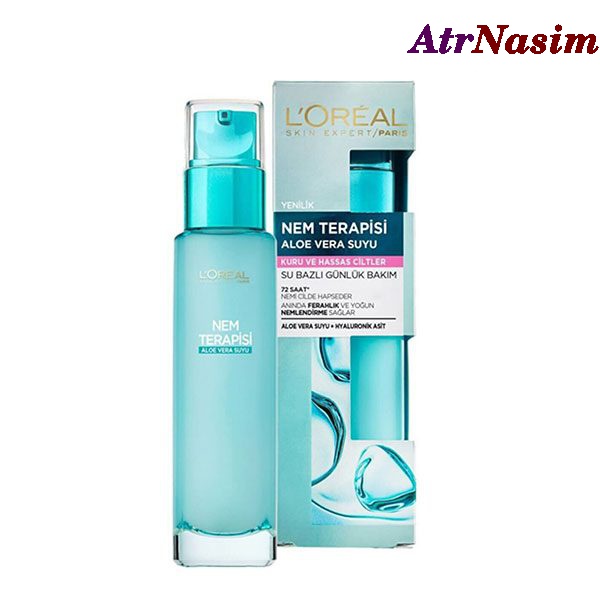 AtrNasim
L'ORÉAL
SKIN EXPERT/PARIS
YENİLİK
NEM TERAPİSİ
ALOE VERA SUYU
KURU VE HASSAS CİLTLER
SU BAZLI GÜNLÜK BAKIM
72 SAAT*
NEMİ CİLDE HAPSEDER
ANINDA FERAHLIK VE YOĞUN
NEMLENDİRME SAĞLAR
ALOE VERA SUYU + HYALURONİK ASİT
L'ORÉAL
PARIS
NEM
TERAPİSİ
ALOE VERA SUYU